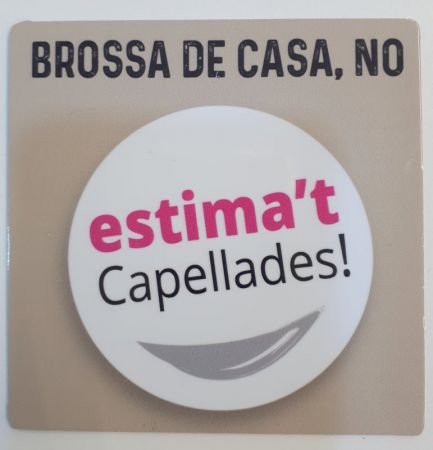 BROSSA DE CASA, NO
estima't
Capellades!